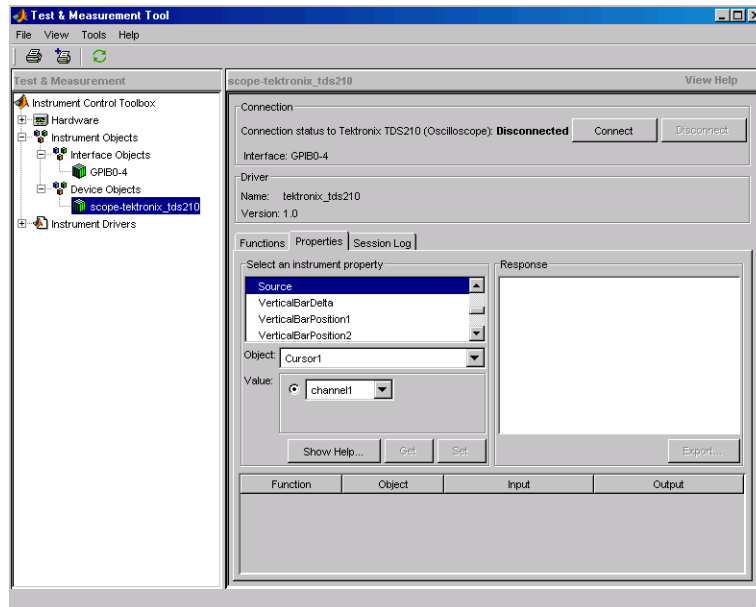 Test & Measurement Tool
File View Tools Help
Test & Measurement
Instrument Control Toolbox
Hardware
Instrument Objects
Interface Objects
GPIB0-4
Device Objects
scope-tektronix_tds210
Instrument Drivers
scope-tektronix_tds210 View Help
Connection
Connection status to Tektronix TDS210 (Oscilloscope): Disconnected Connect Disconnect
Interface: GPIB0-4
Driver
Name: tektronix_tds210
Version: 1.0
Functions Properties Session Log
Select an instrument property
Source
VerticalBarDelta
VerticalBarPosition1
VerticalBarPosition2
Object: Cursor1
Value: channel1
Show Help... Get Set
Response
Export...
Function Object Input Output